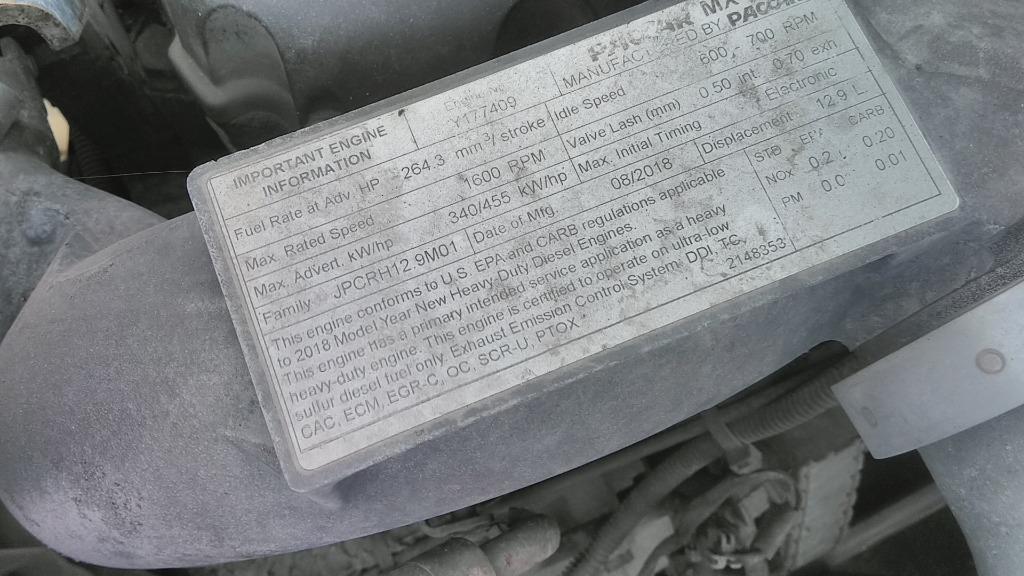 IMPORTANT ENGINE
INFORMATION
Engine No.
Y177409
PACCAR MX
MANUFACTURED BY PACCAR
Fuel Rate at Adv. HP 264.3 mm³/stroke
Idle Speed 600 / 700 RPM
Max. Rated Speed 1600 RPM
Valve Lash (mm) 0.50 int. 0.70 exh
Max. Advert. kW/hp 340/455 kW/hp
Max. Initial Timing Electronic
Family JPCRH12.9M01
Date of Mfg. 08/2018
Displacement 12.9 L
This engine conforms to U.S. EPA and CARB regulations applicable
to 2018 Model Year New Heavy Duty Diesel Engines.
This engine has a primary intended service application as a heavy
heavy-duty engine. This engine is certified to operate on ultra-low
sulfur diesel fuel only Exhaust Emission Control System: DDI, TC,
CAC, ECM, EGR-C, OC, SCR-U, PTOX
2148353
STD EPA CARB
NOx 0.2 0.20
PM 0.0 0.01